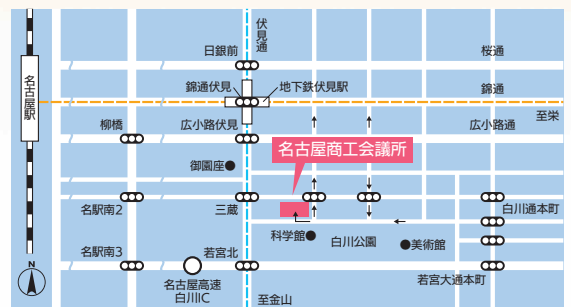 伏見通
日銀前
桜通
名古屋駅
錦通伏見
地下鉄伏見駅
錦通
至栄
柳橋
広小路伏見
広小路通
名古屋商工会議所
御園座
名駅南2
三蔵
白川通本町
科学館
白川公園
美術館
名駅南3
若宮北
N
名古屋高速
白川IC
若宮大通本町
至金山